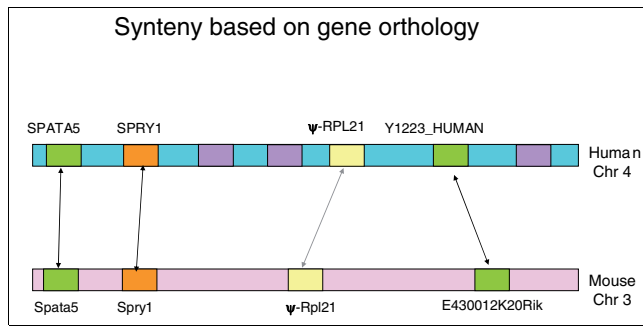 Synteny based on gene orthology
SPATA5 SPRY1 ψ-RPL21 Y1223_HUMAN
Human
Chr 4
Mouse
Chr 3
Spata5 Spry1 ψ-Rpl21 E430012K20Rik